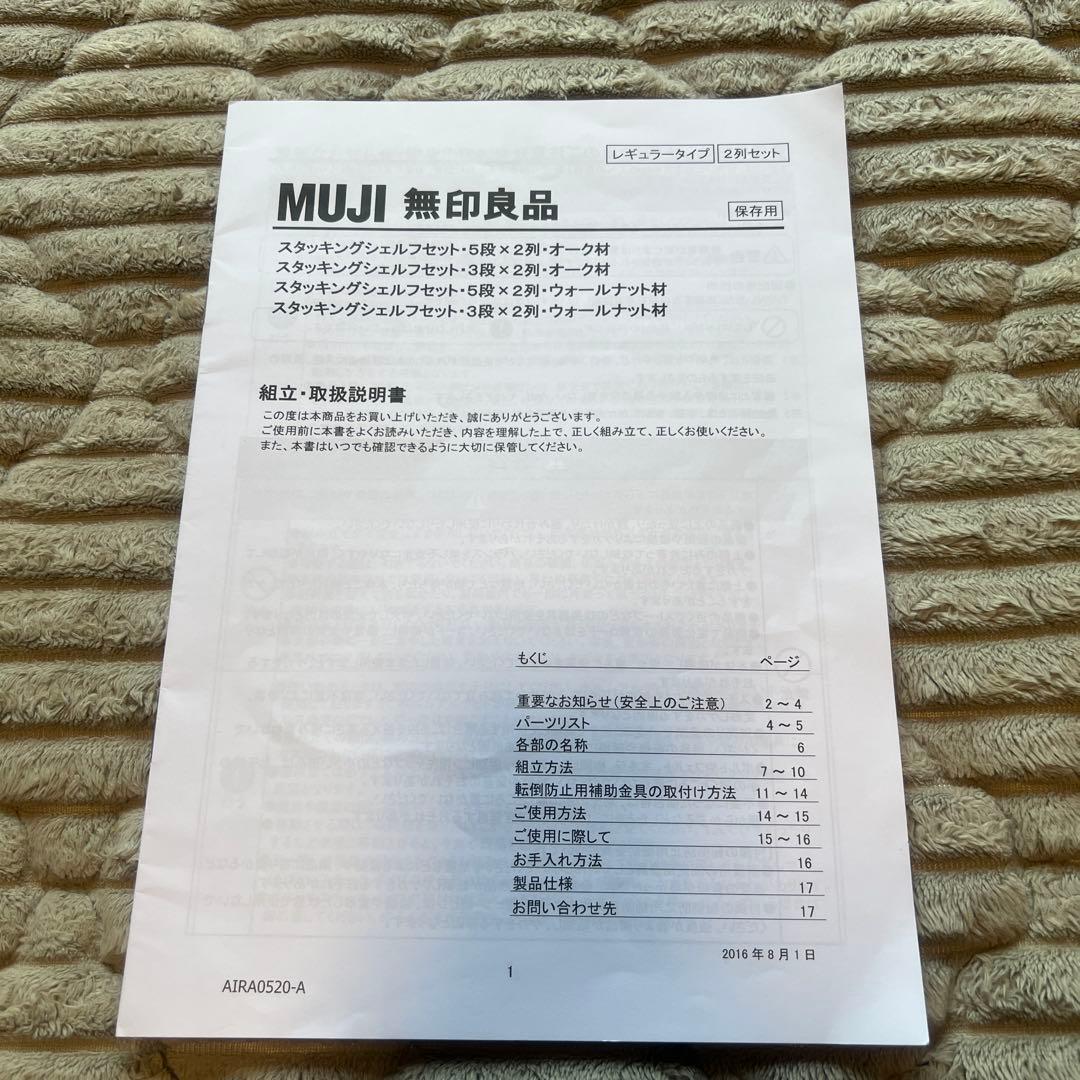 レギュラータイプ 2列セット
MUJI 無印良品
保存用
スタッキングシェルフセット・5段×2列・オーク材
スタッキングシェルフセット・3段×2列・オーク材
スタッキングシェルフセット・5段×2列・ウォールナット材
スタッキングシェルフセット・3段×2列・ウォールナット材
組立・取扱説明書
この度は本商品をお買い上げいただき、誠にありがとうございます。
ご使用前に本書をよくお読みいただき、内容を理解した上で、正しく組み立て、正しくお使いください。
また、本書はいつでも確認できるように大切に保管してください。
もくじ ページ
重要なお知らせ(安全上のご注意) 2～4
パーツリスト 4～5
各部の名称 6
組立方法 7～10
転倒防止用補助金具の取付け方法 11～14
ご使用方法 14～15
ご使用に際して 15～16
お手入れ方法 16
製品仕様 17
お問い合わせ先 17
2016年8月1日
1
AIRA0520-A